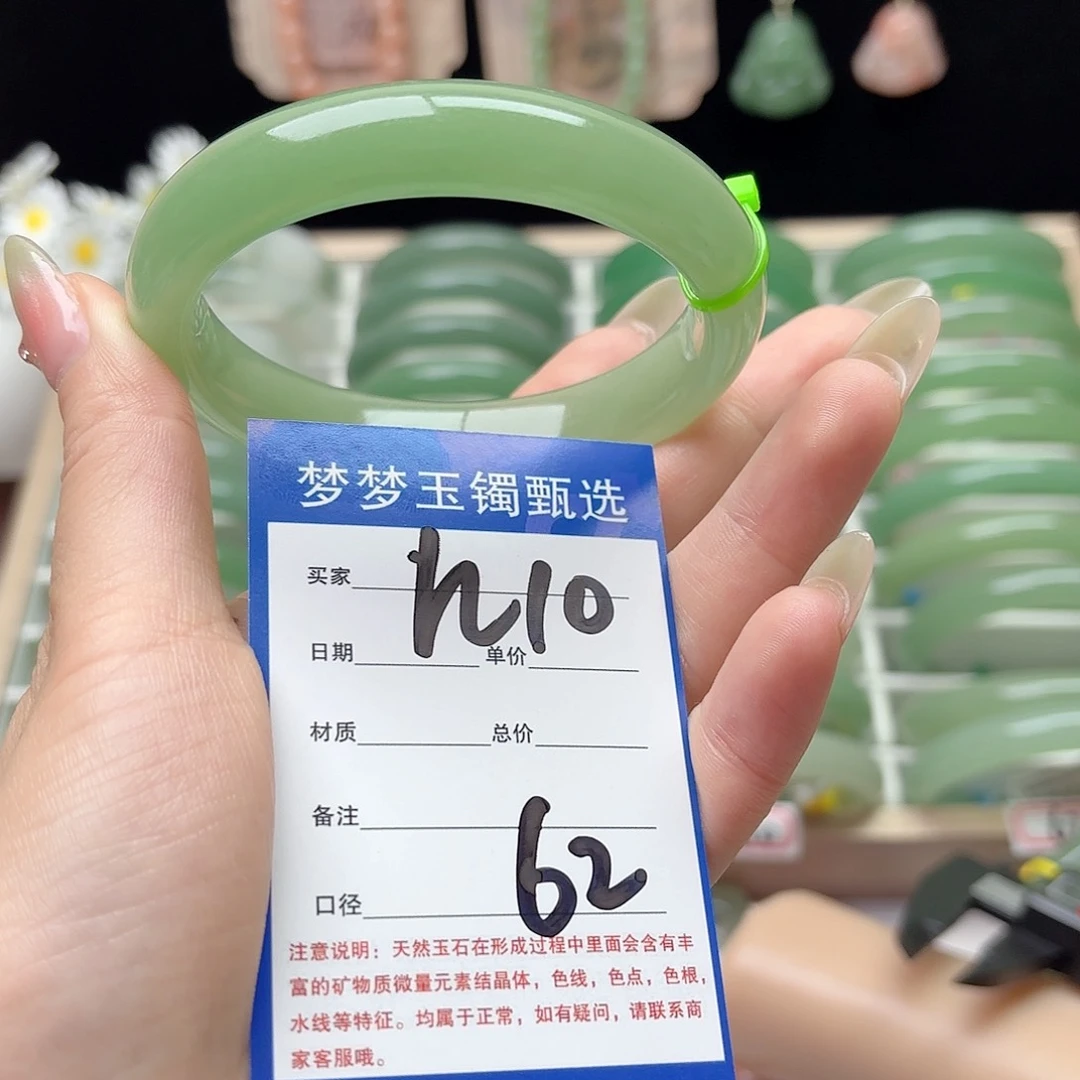 梦梦玉镯甄选
买家 h10
日期 单价
材质 总价
备注
口径 62
注意说明：天然玉石在形成过程中里面会含有丰
富的矿物质微量元素结晶体，色线，色点，色根，
水线等特征。均属于正常，如有疑问，请联系商
家客服哦。